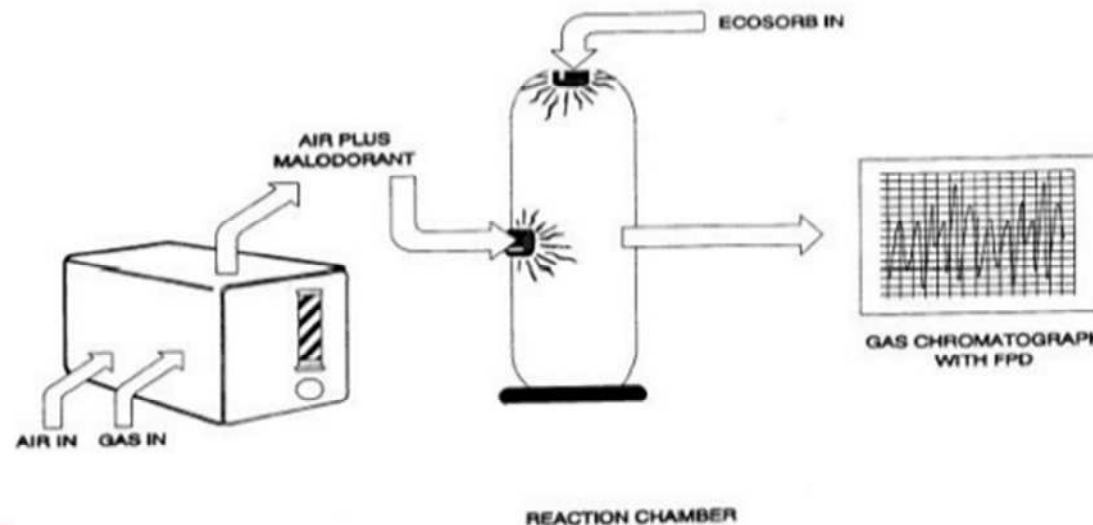 ECOSORB IN
AIR PLUS
MALODORANT
GAS CHROMATOGRAPH
WITH FPD
AIR IN
GAS IN
REACTION CHAMBER